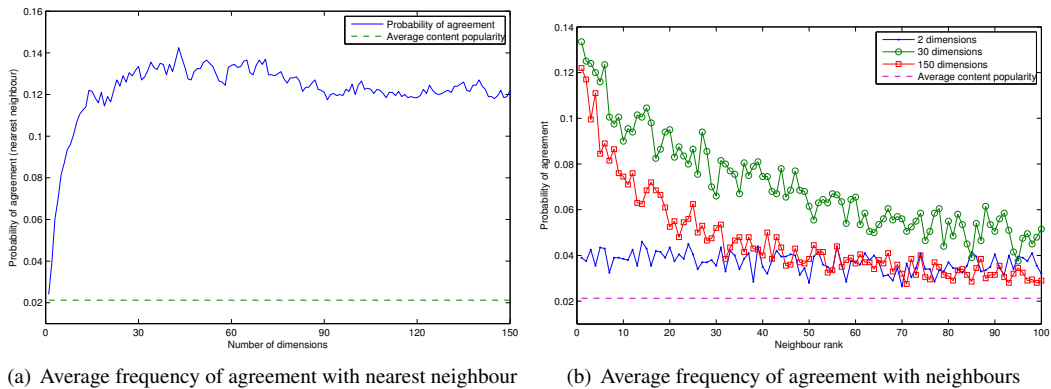 0.16
0.14
0.12
0.1
0.08
0.06
0.04
0.02
0
30
60
90
120
150
Number of dimensions
Probability of agreement (nearest neighbour)
Probability of agreement
Average content popularity
(a) Average frequency of agreement with nearest neighbour
0.14
0.12
0.1
0.08
0.06
0.04
0.02
0
10
20
30
40
50
60
70
80
90
100
Neighbour rank
Probability of agreement
2 dimensions
30 dimensions
150 dimensions
Average content popularity
(b) Average frequency of agreement with neighbours